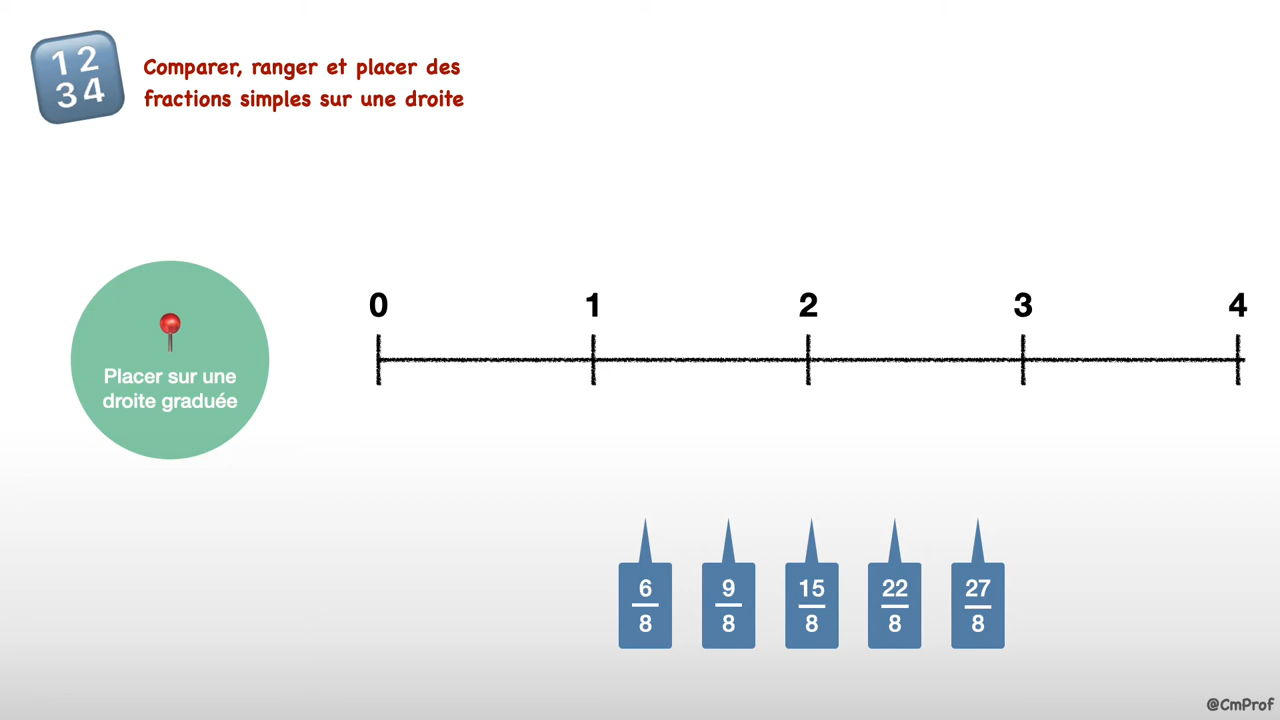 1 2
3 4
Comparer, ranger et placer des
fractions simples sur une droite
0 1 2 3 4
Placer sur une
droite graduée
6/8 9/8 15/8 22/8 27/8
@CmProf